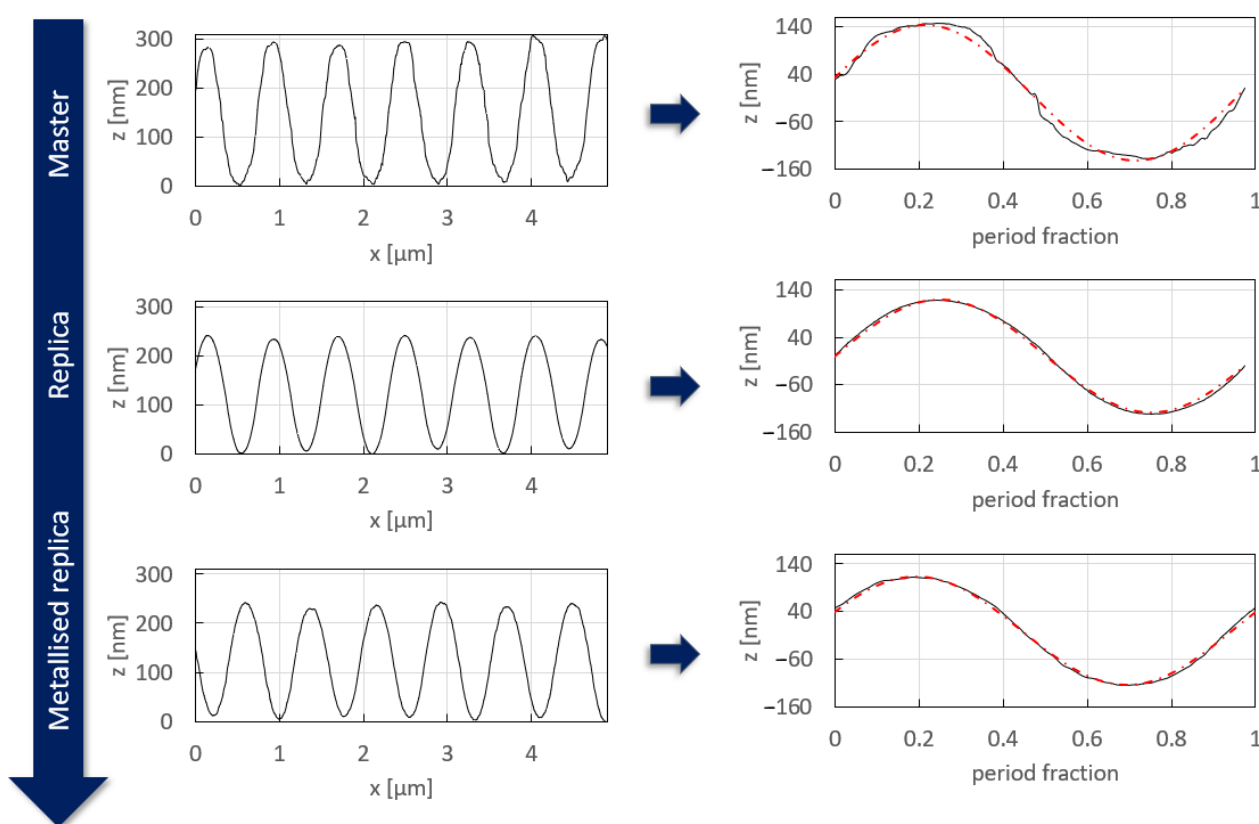 Master
300
200
100
0
z [nm]
0 1 2 3 4
x [µm]
140
40
−60
−160
z [nm]
0 0.2 0.4 0.6 0.8 1
period fraction
Replica
300
200
100
0
z [nm]
0 1 2 3 4
x [µm]
140
40
−60
−160
z [nm]
0 0.2 0.4 0.6 0.8 1
period fraction
Metallised replica
300
200
100
0
z [nm]
0 1 2 3 4
x [µm]
140
40
−60
−160
z [nm]
0 0.2 0.4 0.6 0.8 1
period fraction